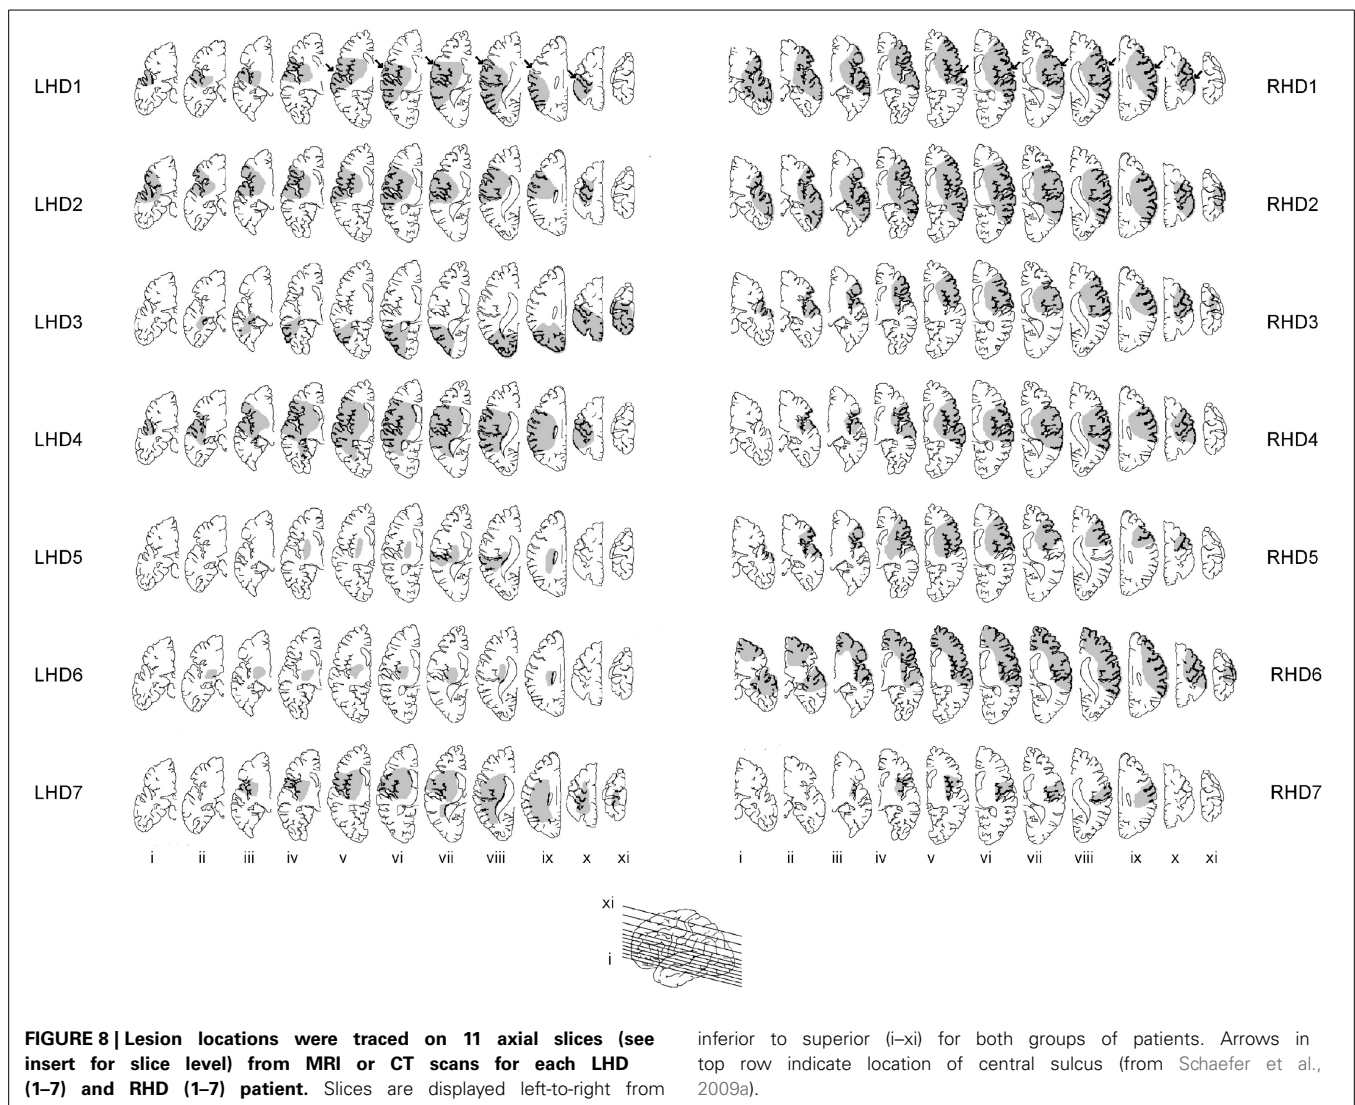 LHD1 RHD1
LHD2 RHD2
LHD3 RHD3
LHD4 RHD4
LHD5 RHD5
LHD6 RHD6
LHD7 RHD7
i ii iii iv v vi vii viii ix x xi i ii iii iv v vi vii viii ix x xi
xi
i
FIGURE 8 | Lesion locations were traced on 11 axial slices (see
insert for slice level) from MRI or CT scans for each LHD
(1–7) and RHD (1–7) patient. Slices are displayed left-to-right from
inferior to superior (i–xi) for both groups of patients. Arrows in
top row indicate location of central sulcus (from Schaefer et al.,
2009a).